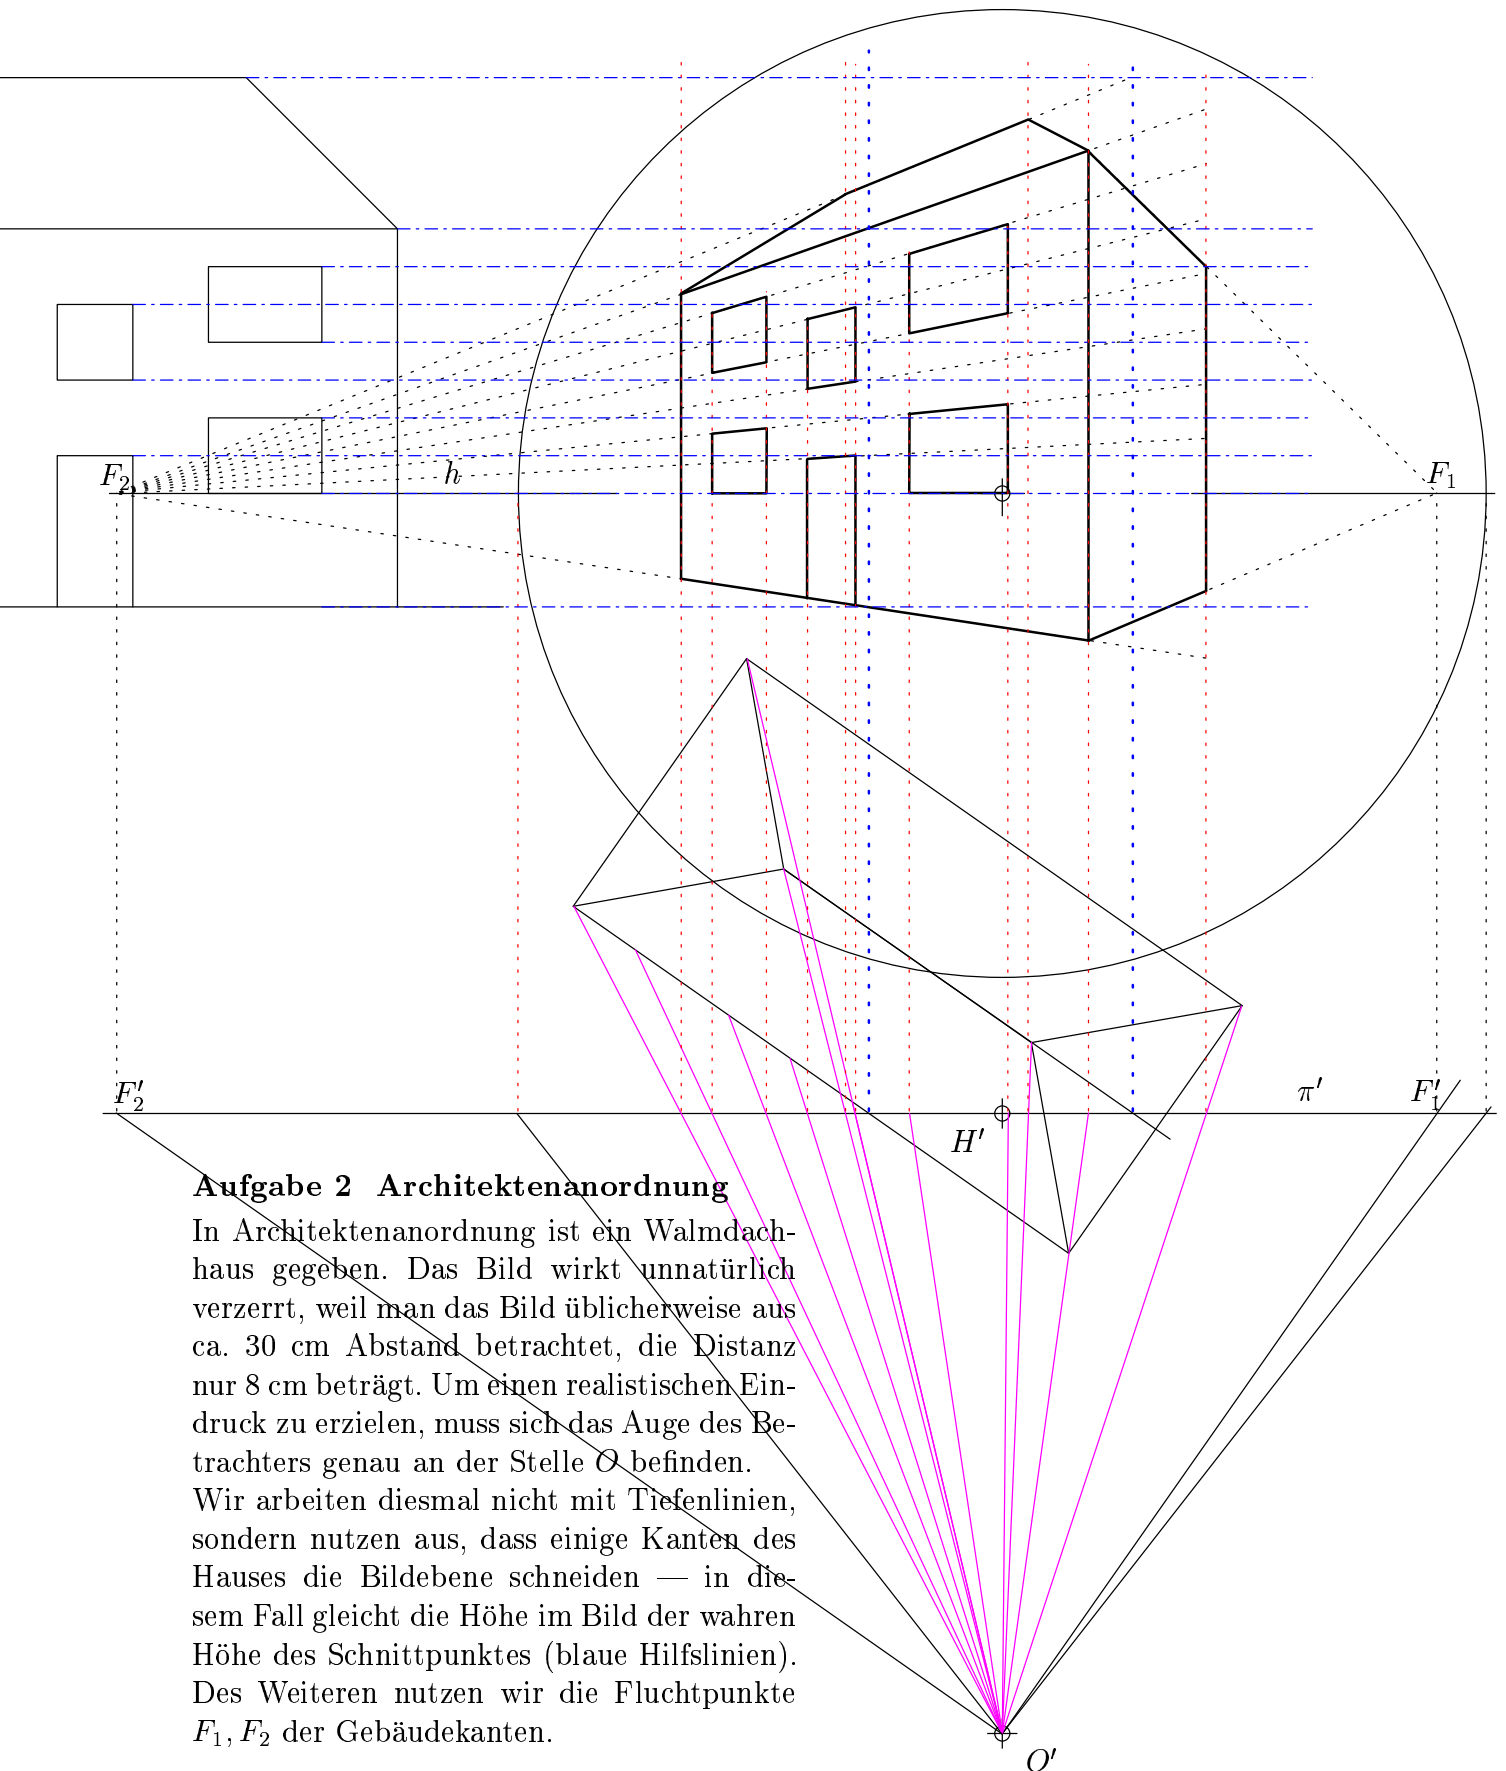 F₂
h
F₁
F₂′
π′
F₁′
H′
Aufgabe 2 Architektenanordnung
In Architektenanordnung ist ein Walmdach-
haus gegeben. Das Bild wirkt unnatürlich
verzerrt, weil man das Bild üblicherweise aus
ca. 30 cm Abstand betrachtet, die Distanz
nur 8 cm beträgt. Um einen realistischen Ein-
druck zu erzielen, muss sich das Auge des Be-
trachters genau an der Stelle O befinden.
Wir arbeiten diesmal nicht mit Tiefenlinien,
sondern nutzen aus, dass einige Kanten des
Hauses die Bildebene schneiden — in die-
sem Fall gleicht die Höhe im Bild der wahren
Höhe des Schnittpunktes (blaue Hilfslinien).
Des Weiteren nutzen wir die Fluchtpunkte
F₁, F₂ der Gebäudekanten.
O′